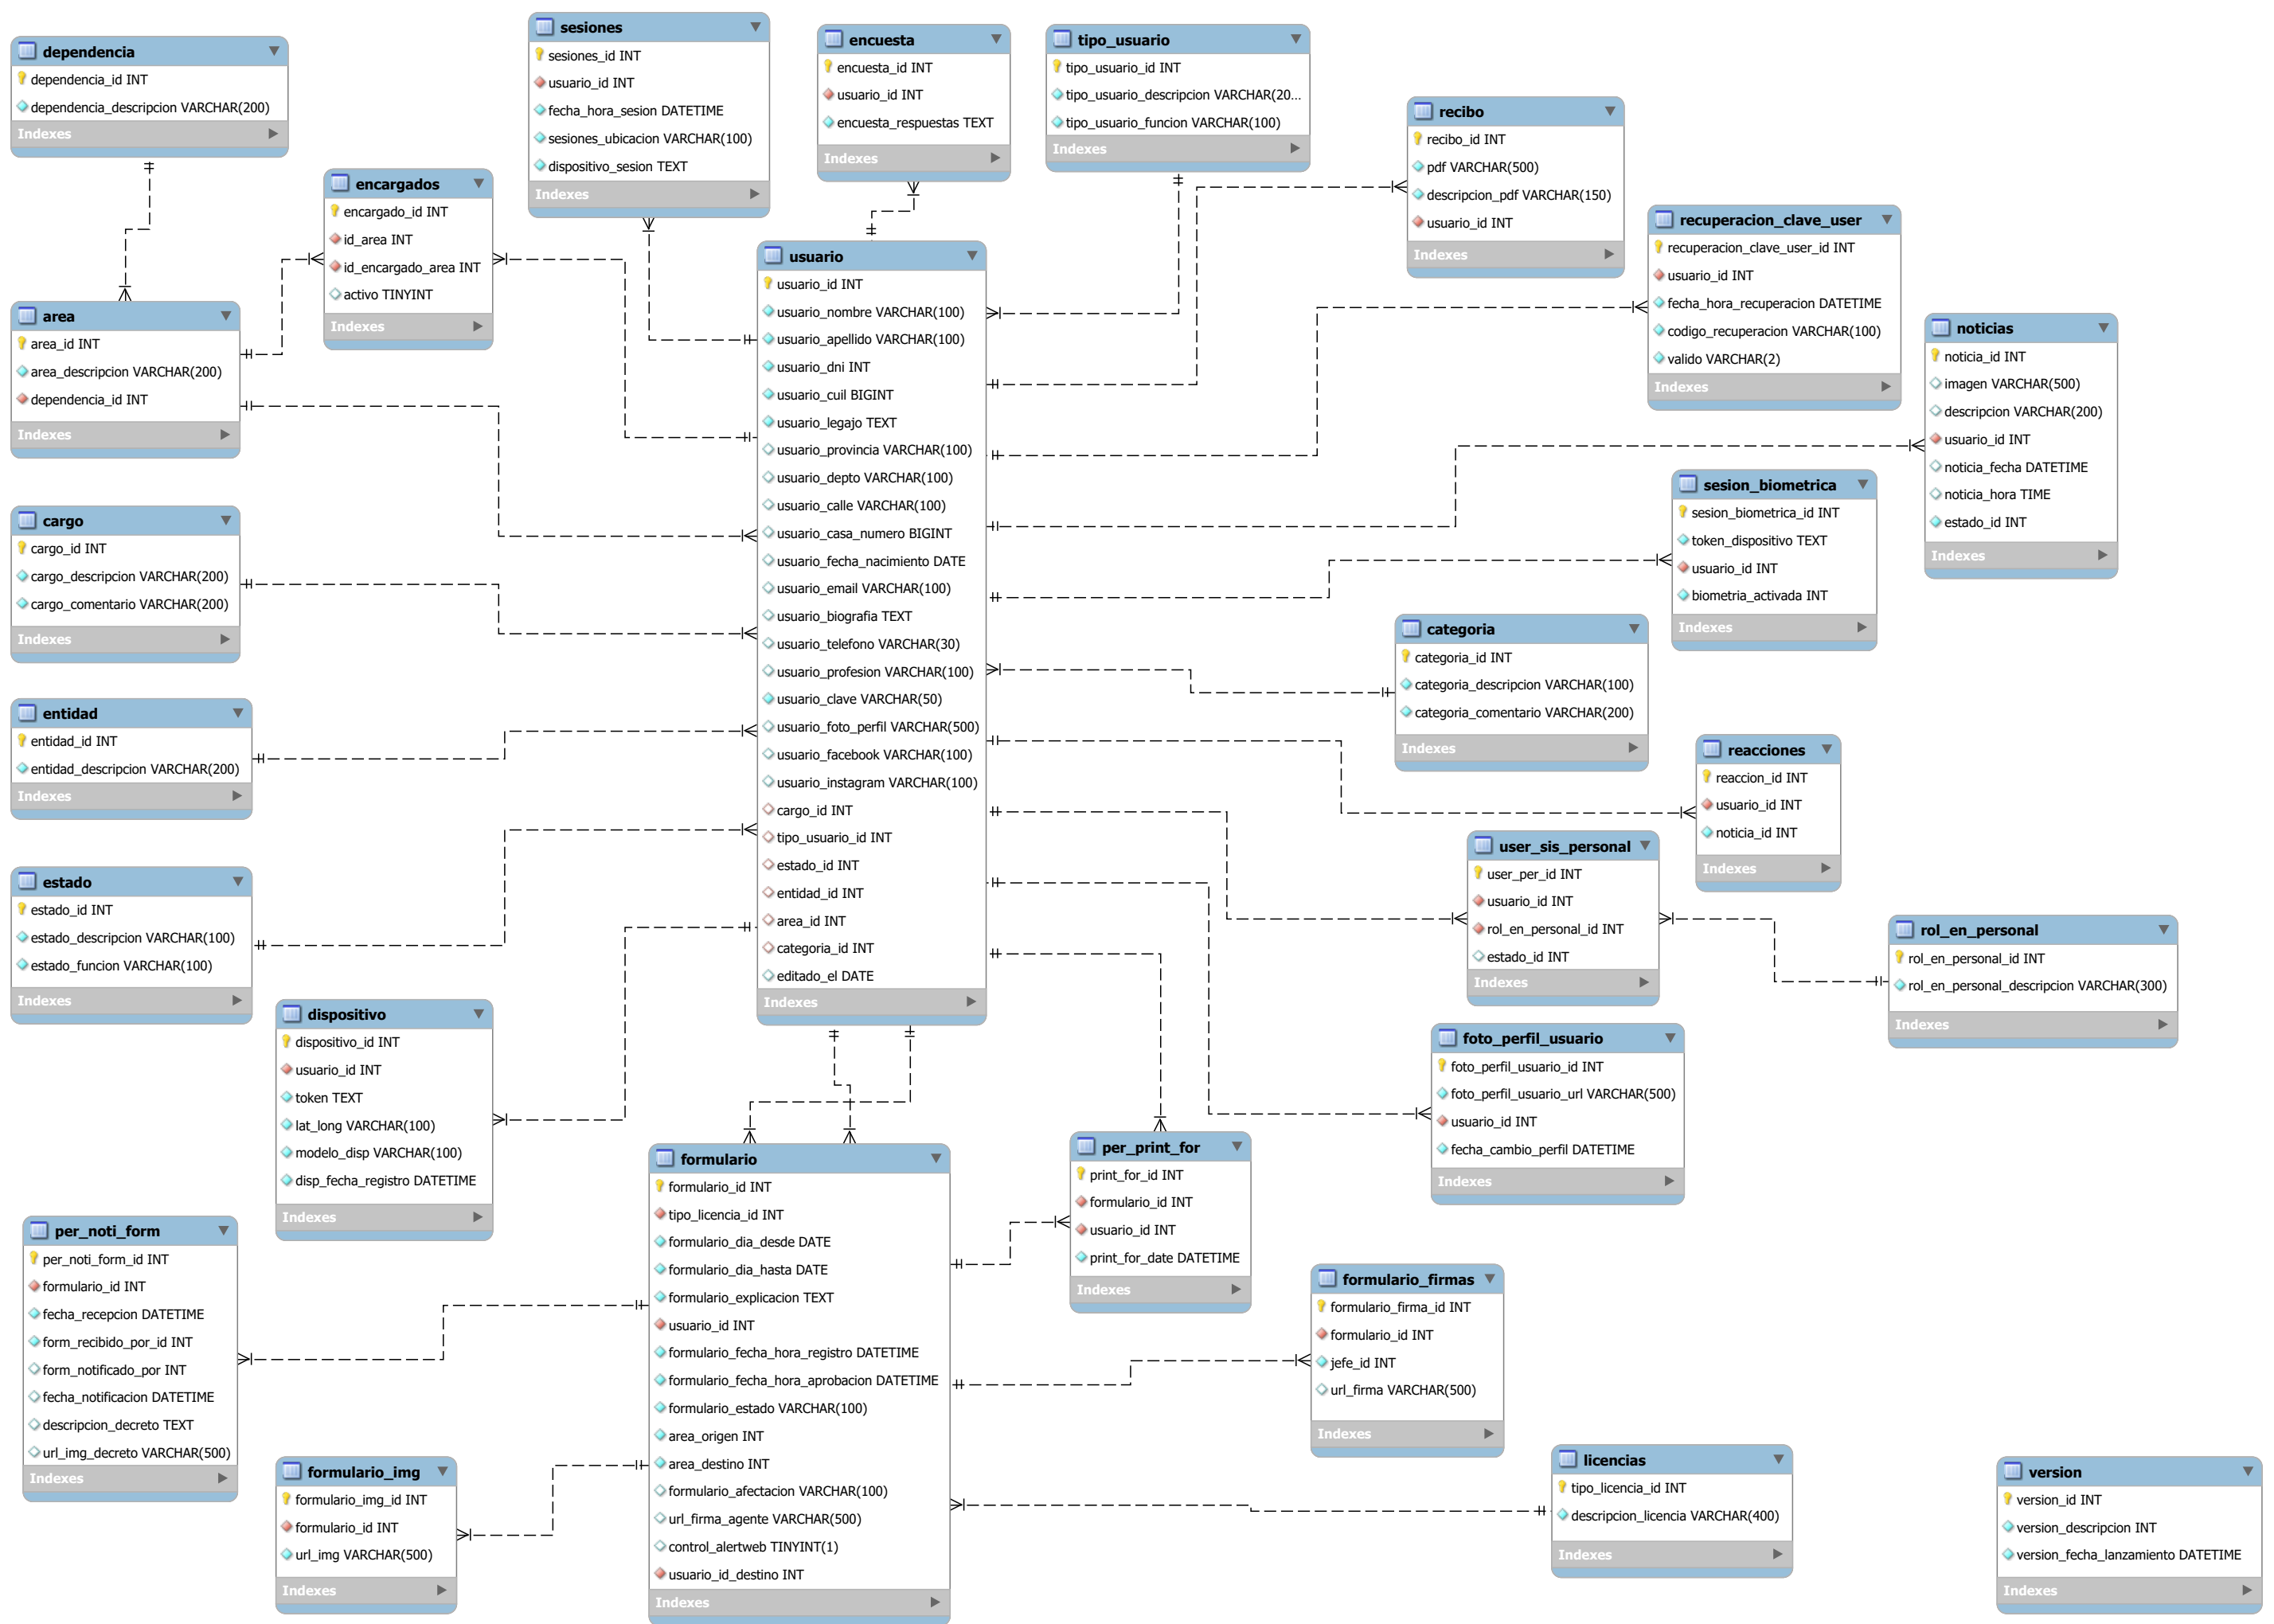 dependencia
dependencia_id INT
dependencia_descripcion VARCHAR(200)
Indexes
sesiones
sesiones_id INT
usuario_id INT
fecha_hora_sesion DATETIME
sesiones_ubicacion VARCHAR(100)
dispositivo_sesion TEXT
Indexes
encuesta
encuesta_id INT
usuario_id INT
encuesta_respuestas TEXT
Indexes
tipo_usuario
tipo_usuario_id INT
tipo_usuario_descripcion VARCHAR(20...
tipo_usuario_funcion VARCHAR(100)
Indexes
recibo
recibo_id INT
pdf VARCHAR(500)
descripcion_pdf VARCHAR(150)
usuario_id INT
Indexes
encargados
encargado_id INT
id_area INT
id_encargado_area INT
activo TINYINT
Indexes
recuperacion_clave_user
recuperacion_clave_user_id INT
usuario_id INT
fecha_hora_recuperacion DATETIME
codigo_recuperacion VARCHAR(100)
valido VARCHAR(2)
Indexes
area
area_id INT
area_descripcion VARCHAR(200)
dependencia_id INT
Indexes
usuario
usuario_id INT
usuario_nombre VARCHAR(100)
usuario_apellido VARCHAR(100)
usuario_dni INT
usuario_cuil BIGINT
usuario_legajo TEXT
usuario_provincia VARCHAR(100)
usuario_depto VARCHAR(100)
usuario_calle VARCHAR(100)
usuario_casa_numero BIGINT
usuario_fecha_nacimiento DATE
usuario_email VARCHAR(100)
usuario_biografia TEXT
usuario_telefono VARCHAR(30)
usuario_profesion VARCHAR(100)
usuario_clave VARCHAR(50)
usuario_foto_perfil VARCHAR(500)
usuario_facebook VARCHAR(100)
usuario_instagram VARCHAR(100)
cargo_id INT
tipo_usuario_id INT
estado_id INT
entidad_id INT
area_id INT
categoria_id INT
editado_el DATE
Indexes
noticias
noticia_id INT
imagen VARCHAR(500)
descripcion VARCHAR(200)
usuario_id INT
noticia_fecha DATETIME
noticia_hora TIME
estado_id INT
Indexes
sesion_biometrica
sesion_biometrica_id INT
token_dispositivo TEXT
usuario_id INT
biometria_activada INT
Indexes
cargo
cargo_id INT
cargo_descripcion VARCHAR(200)
cargo_comentario VARCHAR(200)
Indexes
categoria
categoria_id INT
categoria_descripcion VARCHAR(100)
categoria_comentario VARCHAR(200)
Indexes
entidad
entidad_id INT
entidad_descripcion VARCHAR(200)
Indexes
reacciones
reaccion_id INT
usuario_id INT
noticia_id INT
Indexes
user_sis_personal
user_per_id INT
usuario_id INT
rol_en_personal_id INT
estado_id INT
Indexes
estado
estado_id INT
estado_descripcion VARCHAR(100)
estado_funcion VARCHAR(100)
Indexes
rol_en_personal
rol_en_personal_id INT
rol_en_personal_descripcion VARCHAR(300)
Indexes
dispositivo
dispositivo_id INT
usuario_id INT
token TEXT
lat_long VARCHAR(100)
modelo_disp VARCHAR(100)
disp_fecha_registro DATETIME
Indexes
foto_perfil_usuario
foto_perfil_usuario_id INT
foto_perfil_usuario_url VARCHAR(500)
usuario_id INT
fecha_cambio_perfil DATETIME
Indexes
formulario
formulario_id INT
tipo_licencia_id INT
formulario_dia_desde DATE
formulario_dia_hasta DATE
formulario_explicacion TEXT
usuario_id INT
formulario_fecha_hora_registro DATETIME
formulario_fecha_hora_aprobacion DATETIME
formulario_estado VARCHAR(100)
area_origen INT
area_destino INT
formulario_afectacion VARCHAR(100)
url_firma_agente VARCHAR(500)
control_alertweb TINYINT(1)
usuario_id_destino INT
Indexes
per_print_for
print_for_id INT
formulario_id INT
usuario_id INT
print_for_date DATETIME
Indexes
per_noti_form
per_noti_form_id INT
formulario_id INT
fecha_recepcion DATETIME
form_recibido_por_id INT
form_notificado_por INT
fecha_notificacion DATETIME
descripcion_decreto TEXT
url_img_decreto VARCHAR(500)
Indexes
formulario_firmas
formulario_firma_id INT
formulario_id INT
jefe_id INT
url_firma VARCHAR(500)
Indexes
formulario_img
formulario_img_id INT
formulario_id INT
url_img VARCHAR(500)
Indexes
licencias
tipo_licencia_id INT
descripcion_licencia VARCHAR(400)
Indexes
version
version_id INT
version_descripcion INT
version_fecha_lanzamiento DATETIME
Indexes